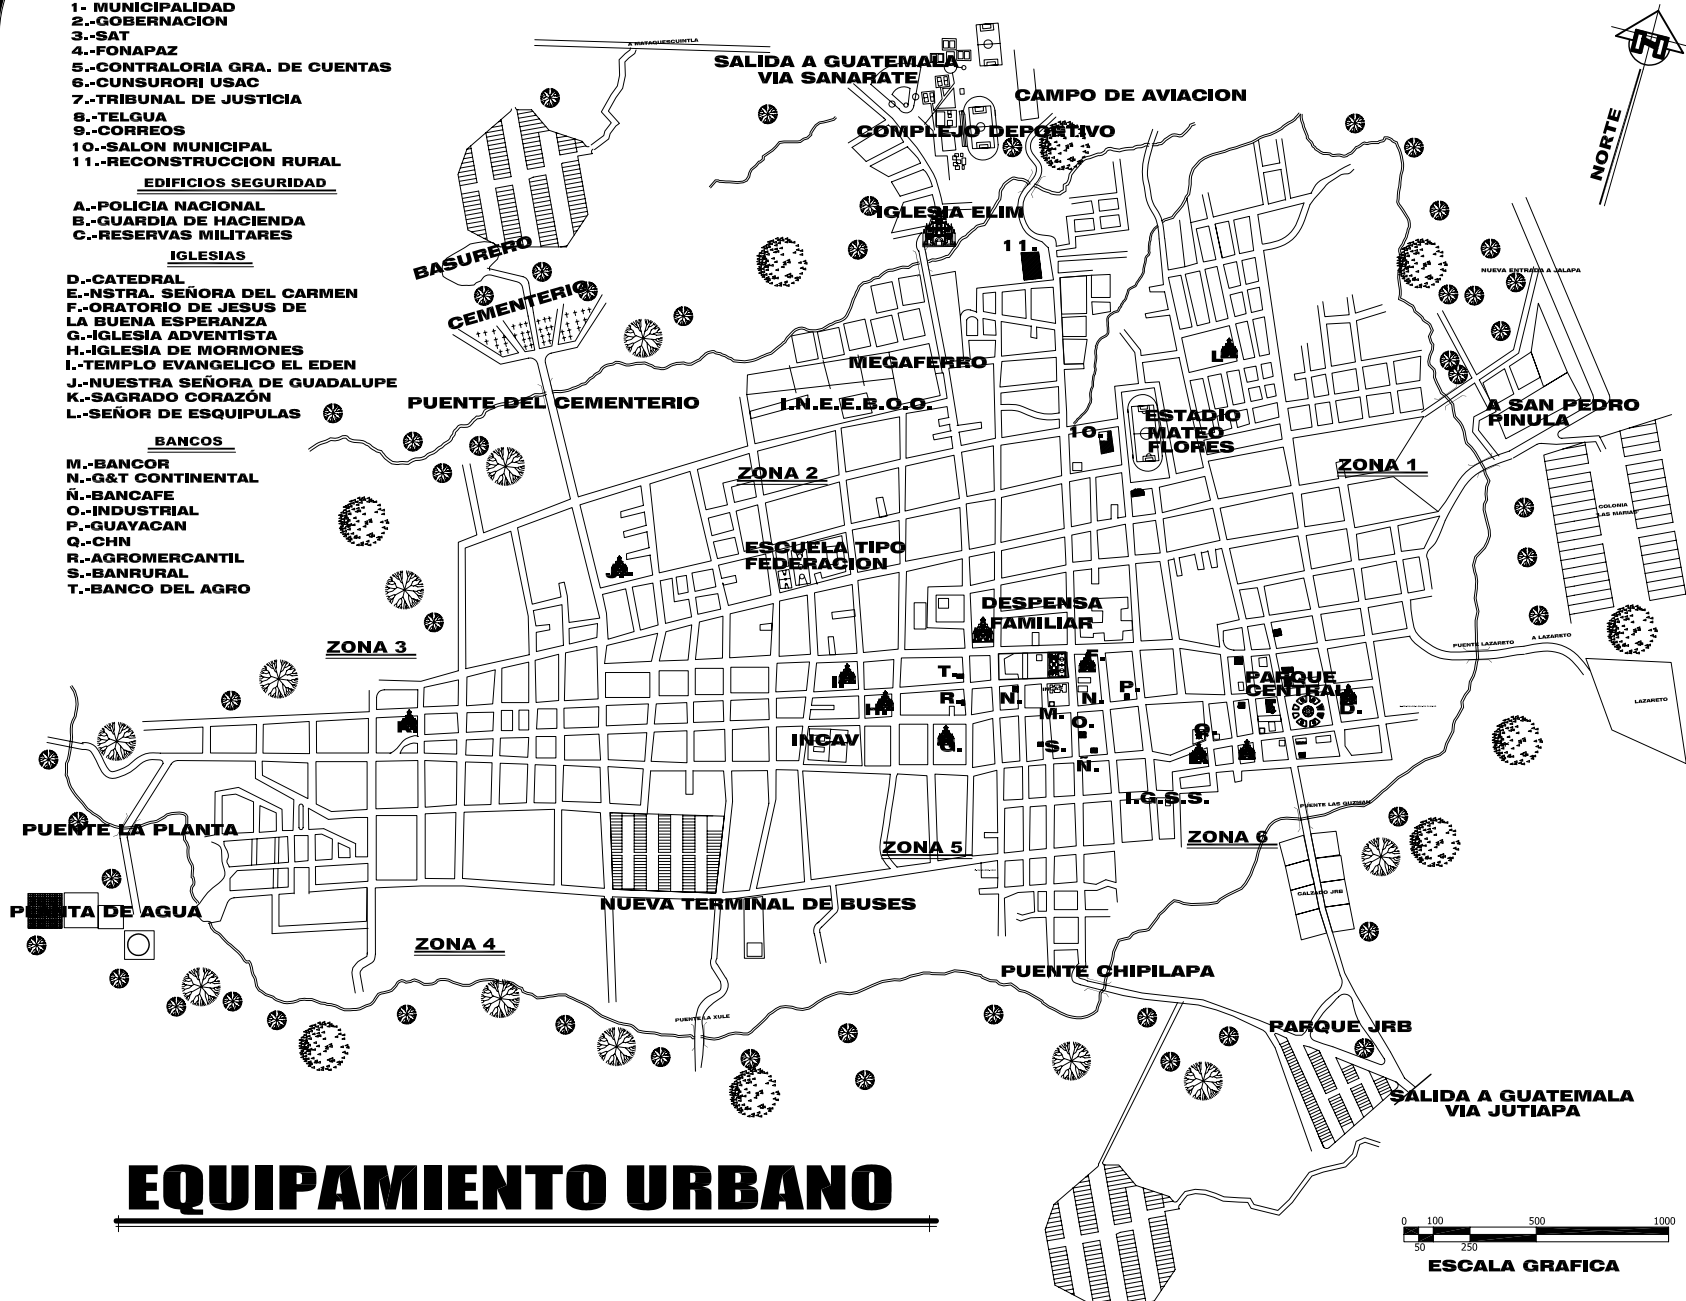 1- MUNICIPALIDAD
2.-GOBERNACION
3.-SAT
4.-FONAPAZ
5.-CONTRALORIA GRA. DE CUENTAS
6.-CUNSURORI USAC
7.-TRIBUNAL DE JUSTICIA
8.-TELGUA
9.-CORREOS
10.-SALON MUNICIPAL
11.-RECONSTRUCCION RURAL
EDIFICIOS SEGURIDAD
A.-POLICIA NACIONAL
B.-GUARDIA DE HACIENDA
C.-RESERVAS MILITARES
IGLESIAS
D.-CATEDRAL
E.-NSTRA. SEÑORA DEL CARMEN
F.-ORATORIO DE JESUS DE
LA BUENA ESPERANZA
G.-IGLESIA ADVENTISTA
H.-IGLESIA DE MORMONES
I.-TEMPLO EVANGELICO EL EDEN
J.-NUESTRA SEÑORA DE GUADALUPE
K.-SAGRADO CORAZÓN
L.-SEÑOR DE ESQUIPULAS
BANCOS
M.-BANCOR
N.-G&T CONTINENTAL
Ñ.-BANCAFE
O.-INDUSTRIAL
P.-GUAYACAN
Q.-CHN
R.-AGROMERCANTIL
S.-BANRURAL
T.-BANCO DEL AGRO
A MATAQUESCUINTLA
SALIDA A GUATEMALA
VIA SANARATE
CAMPO DE AVIACION
COMPLEJO DEPORTIVO
NORTE
IGLESIA ELIM
11.
BASURERO
CEMENTERIO
NUEVA ENTRADA A JALAPA
L.
MEGAFERRO
PUENTE DEL CEMENTERIO
I.N.E.E.B.O.O.
A SAN PEDRO
PINULA
ESTADIO
MATEO
FLORES
10.
ZONA 2
ZONA 1
COLONIA
LAS MARIAS
ESCUELA TIPO
FEDERACION
J.
DESPENSA
FAMILIAR
ZONA 3
PUENTE LAZARETO
A LAZARETO
F.
T.
I.
PARQUE
CENTRAL
P.
R.
N.
N.
LAZARETO
H.
M.
D.
K.
O.
Q.
INCAV
G.
S.
Ñ.
I.G.S.S.
PUENTE LAS GUZMAN
PUENTE LA PLANTA
ZONA 6
ZONA 5
CALZADO JRB
NUEVA TERMINAL DE BUSES
PLANTA DE AGUA
ZONA 4
PUENTE CHIPILAPA
PUENTE LA XULE
PARQUE JRB
SALIDA A GUATEMALA
VIA JUTIAPA
EQUIPAMIENTO URBANO
0 100 500 1000
50 250
ESCALA GRAFICA